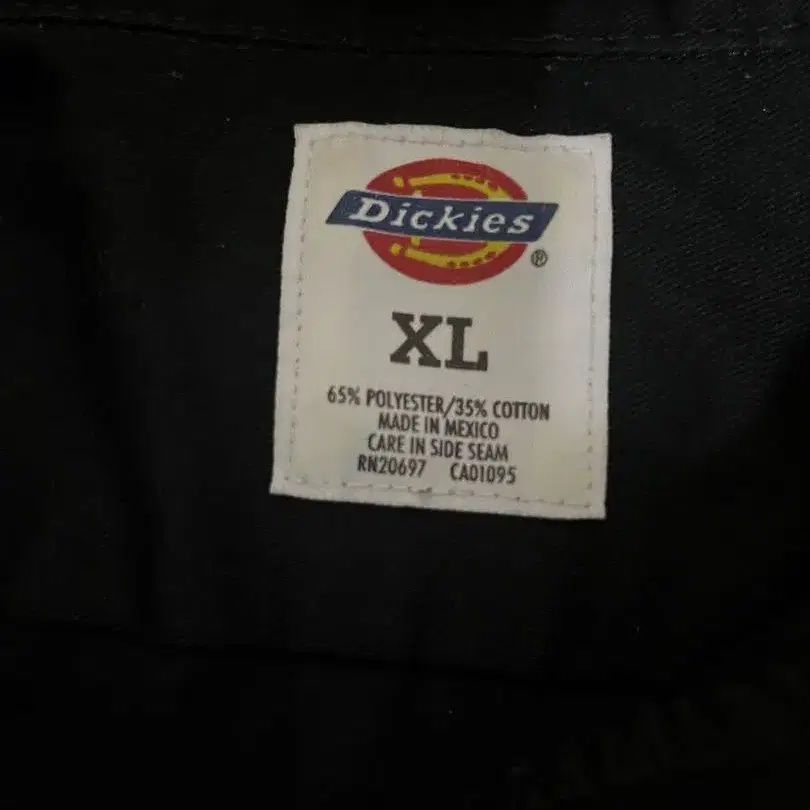 Dickies®
XL
65% POLYESTER/35% COTTON
MADE IN MEXICO
CARE IN SIDE SEAM
RN20697 CA01095